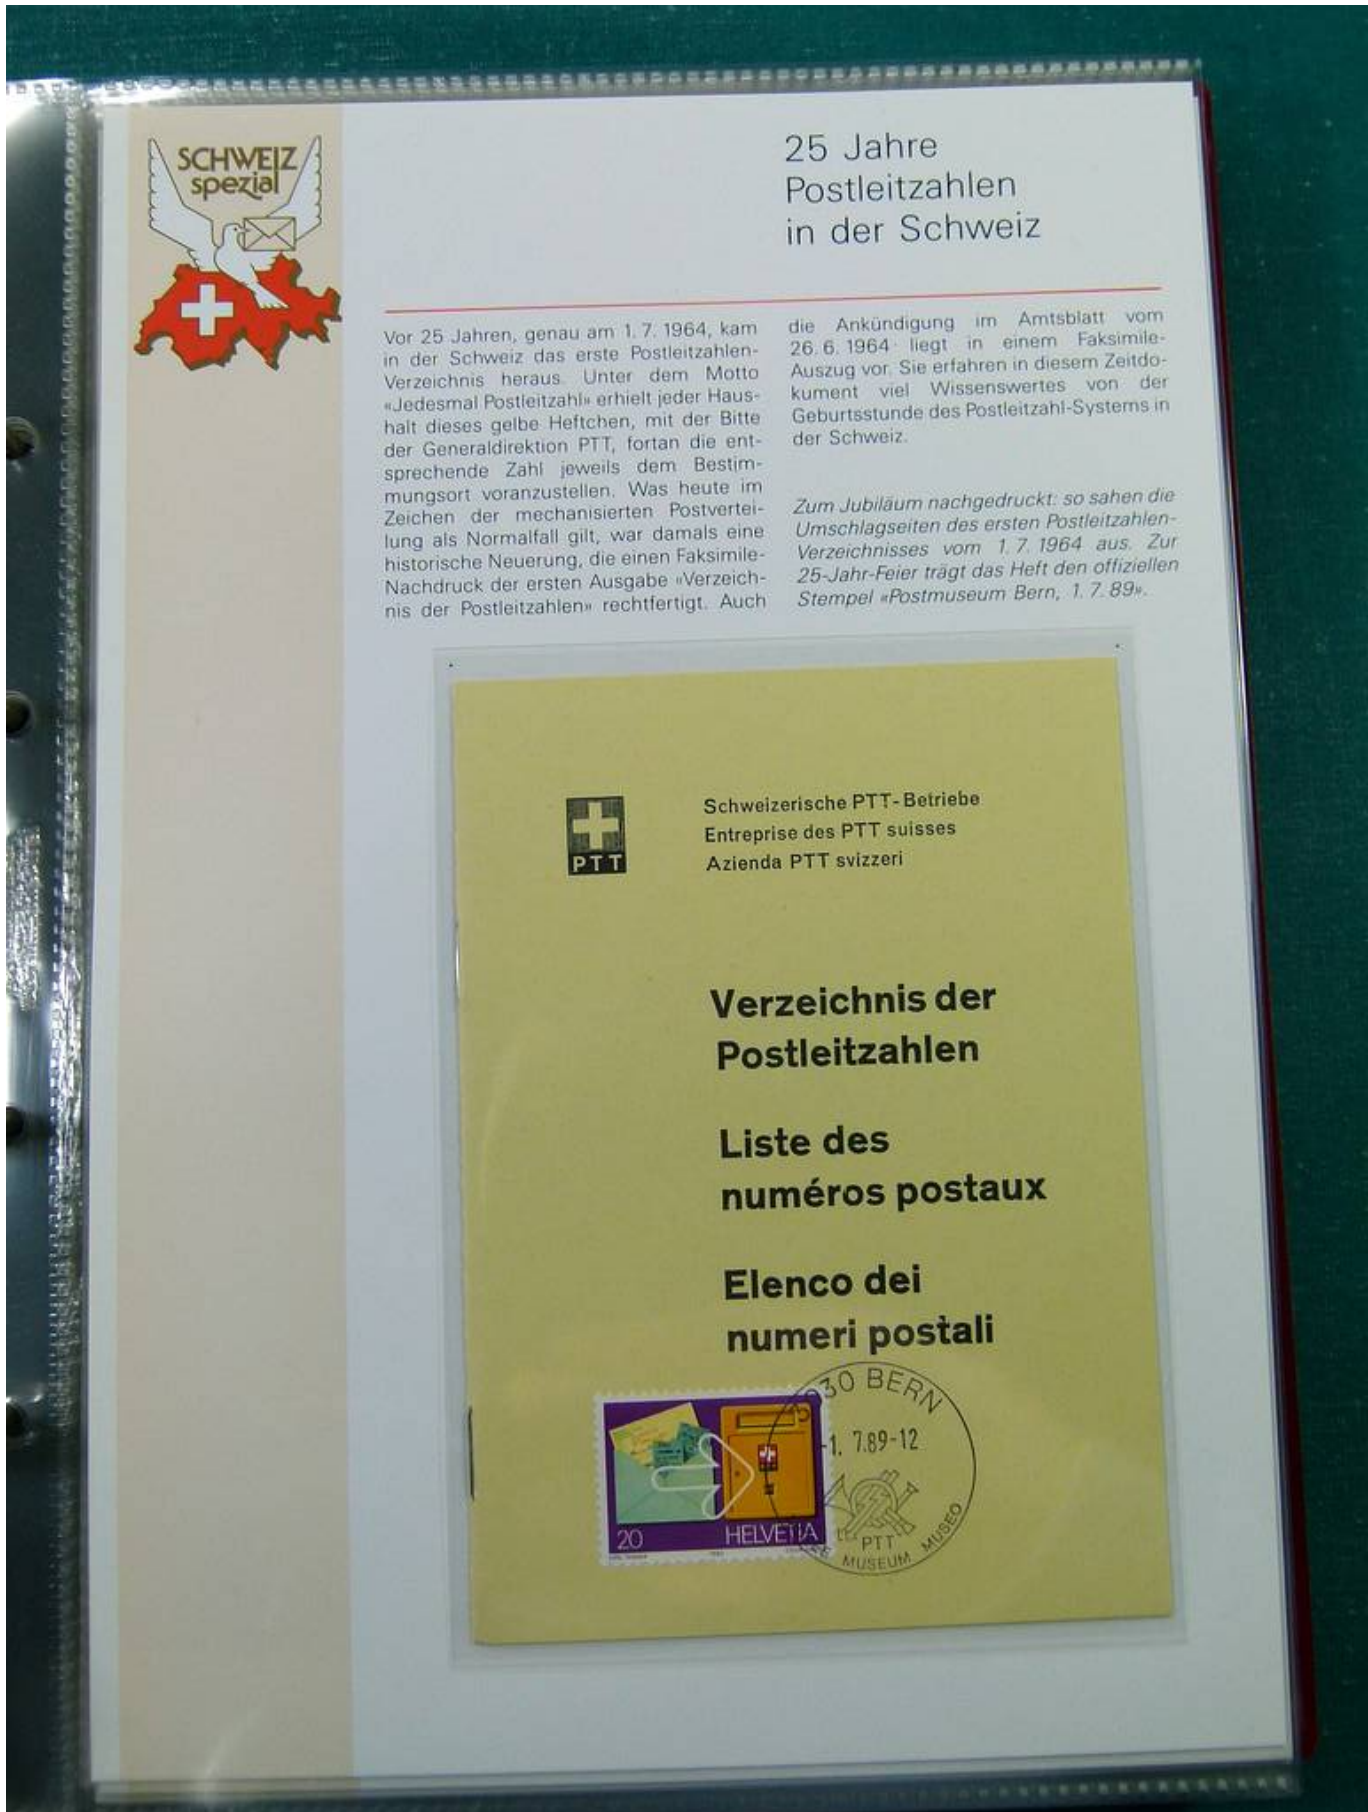 SCHWEIZ
spezial
25 Jahre
Postleitzahlen
in der Schweiz
Vor 25 Jahren, genau am 1. 7. 1964, kam
in der Schweiz das erste Postleitzahlen-
Verzeichnis heraus. Unter dem Motto
«Jedesmal Postleitzahl» erhielt jeder Haus-
halt dieses gelbe Heftchen, mit der Bitte
der Generaldirektion PTT, fortan die ent-
sprechende Zahl jeweils dem Bestim-
mungsort voranzustellen. Was heute im
Zeichen der mechanisierten Postvertei-
lung als Normalfall gilt, war damals eine
historische Neuerung, die einen Faksimile-
Nachdruck der ersten Ausgabe «Verzeich-
nis der Postleitzahlen» rechtfertigt. Auch
die Ankündigung im Amtsblatt vom
26. 6. 1964 liegt in einem Faksimile-
Auszug vor. Sie erfahren in diesem Zeitdo-
kument viel Wissenswertes von der
Geburtsstunde des Postleitzahl-Systems in
der Schweiz.
Zum Jubiläum nachgedruckt: so sahen die
Umschlagseiten des ersten Postleitzahlen-
Verzeichnisses vom 1. 7. 1964 aus. Zur
25-Jahr-Feier trägt das Heft den offiziellen
Stempel «Postmuseum Bern, 1. 7. 89».
PTT
Schweizerische PTT-Betriebe
Entreprise des PTT suisses
Azienda PTT svizzeri
Verzeichnis der
Postleitzahlen
Liste des
numéros postaux
Elenco dei
numeri postali
3030 BERN
-1. 7.89-12
PTT
MUSEUM MUSEO
20 HELVETIA